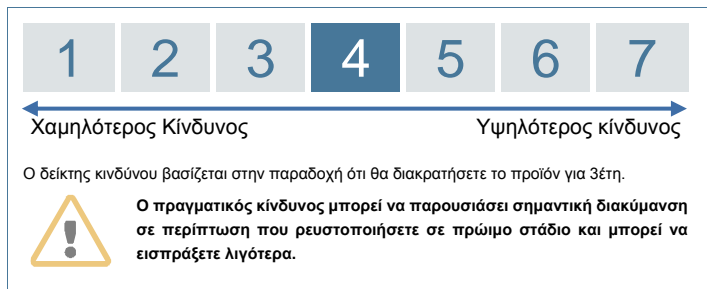 1 2 3 4 5 6 7
Χαμηλότερος Κίνδυνος Υψηλότερος κίνδυνος
Ο δείκτης κινδύνου βασίζεται στην παραδοχή ότι θα διακρατήσετε το προϊόν για 3έτη.
Ο πραγματικός κίνδυνος μπορεί να παρουσιάσει σημαντική διακύμανση
σε περίπτωση που ρευστοποιήσετε σε πρώιμο στάδιο και μπορεί να
εισπράξετε λιγότερα.